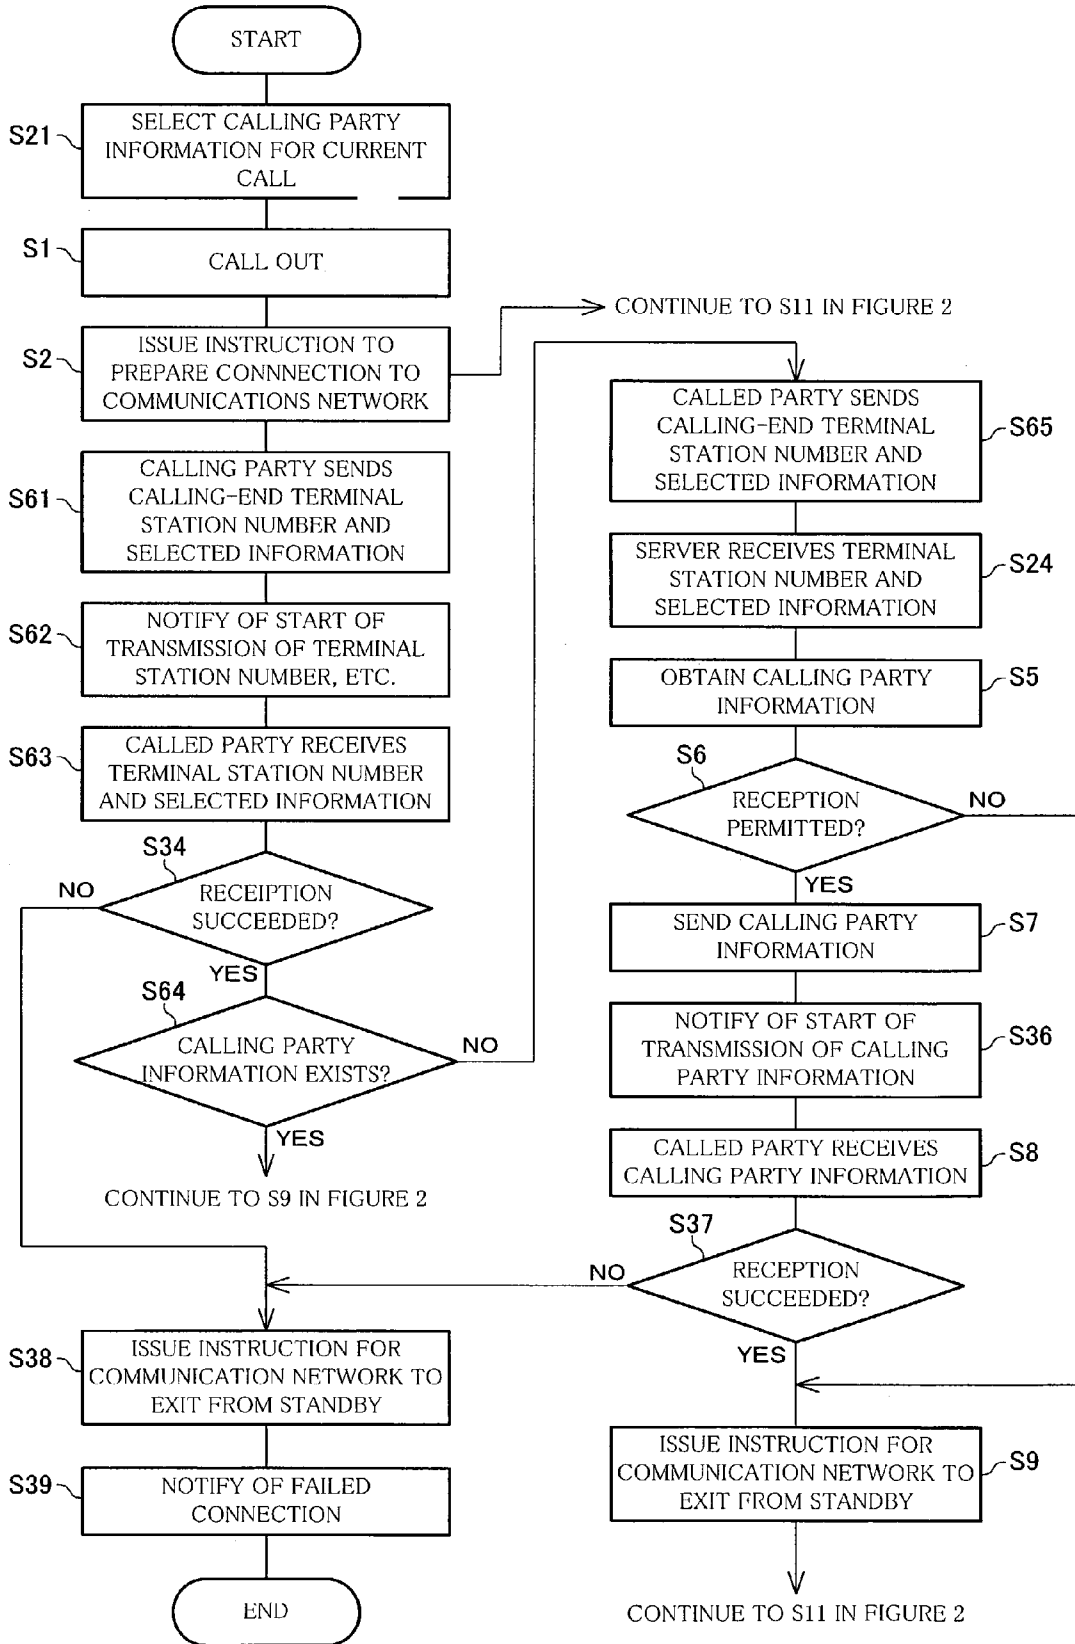 START
S21
SELECT CALLING PARTY
INFORMATION FOR CURRENT
CALL
S1
CALL OUT
CONTINUE TO S11 IN FIGURE 2
S2
ISSUE INSTRUCTION TO
PREPARE CONNNECTION TO
COMMUNICATIONS NETWORK
S61
CALLING PARTY SENDS
CALLING-END TERMINAL
STATION NUMBER AND
SELECTED INFORMATION
S62
NOTIFY OF START OF
TRANSMISSION OF TERMINAL
STATION NUMBER, ETC.
S63
CALLED PARTY RECEIVES
TERMINAL STATION NUMBER
AND SELECTED INFORMATION
S34
NO
RECEIPTION
SUCCEEDED?
YES
S64
CALLING PARTY
INFORMATION EXISTS?
NO
YES
CONTINUE TO S9 IN FIGURE 2
S38
ISSUE INSTRUCTION FOR
COMMUNICATION NETWORK TO
EXIT FROM STANDBY
S39
NOTIFY OF FAILED
CONNECTION
END
CALLED PARTY SENDS
CALLING-END TERMINAL
STATION NUMBER AND
SELECTED INFORMATION
S65
SERVER RECEIVES TERMINAL
STATION NUMBER AND
SELECTED INFORMATION
S24
OBTAIN CALLING PARTY
INFORMATION
S5
S6
RECEPTION
PERMITTED?
NO
YES
SEND CALLING PARTY
INFORMATION
S7
NOTIFY OF START OF
TRANSMISSION OF CALLING
PARTY INFORMATION
S36
CALLED PARTY RECEIVES
CALLING PARTY INFORMATION
S8
S37
NO
RECEPTION
SUCCEEDED?
YES
ISSUE INSTRUCTION FOR
COMMUNICATION NETWORK TO
EXIT FROM STANDBY
S9
CONTINUE TO S11 IN FIGURE 2